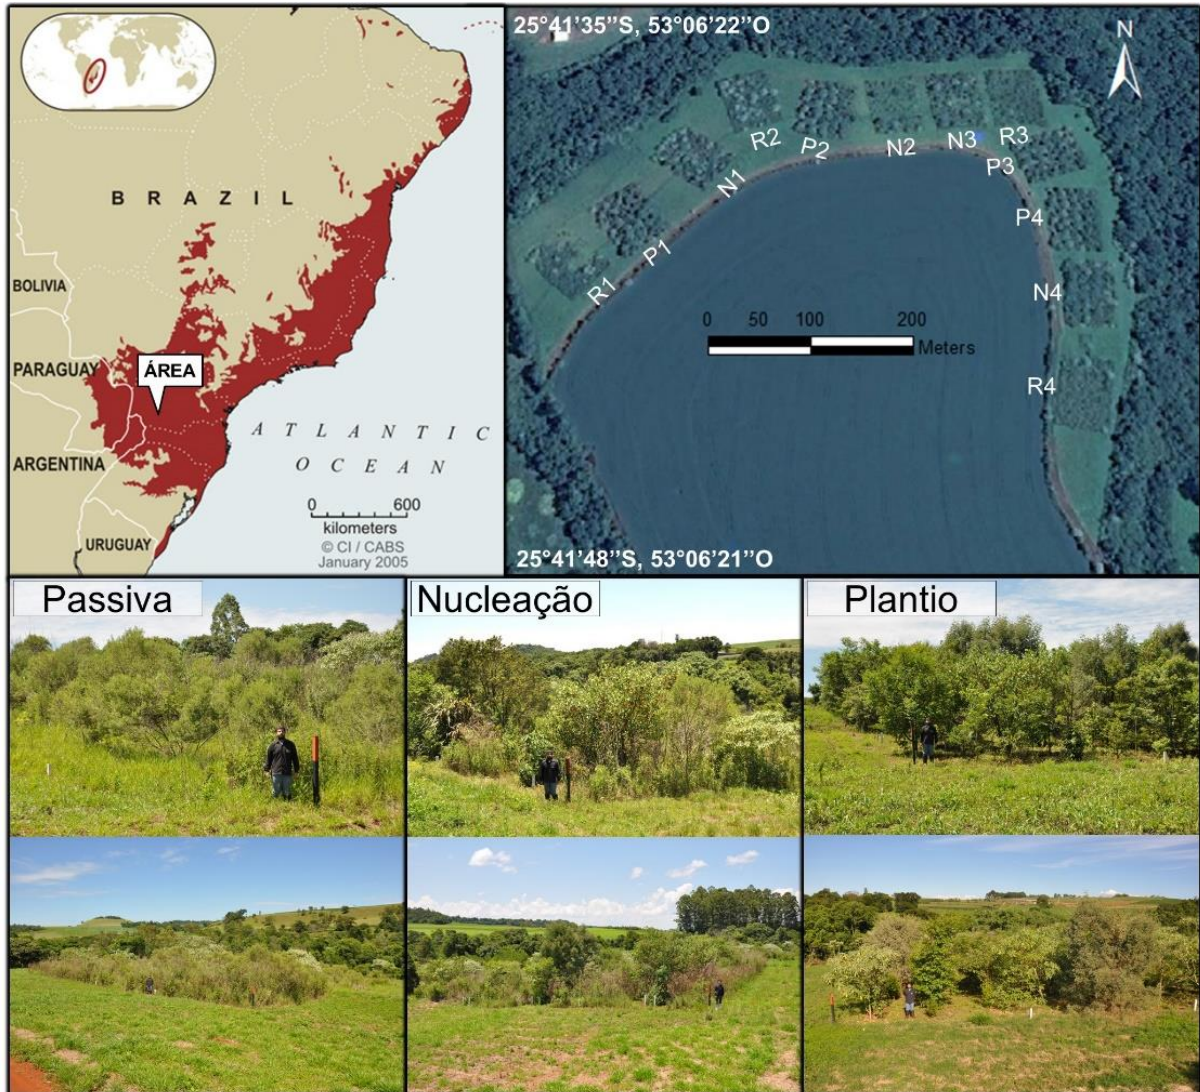 BRAZIL
BOLIVIA
PARAGUAY
ÁREA
ARGENTINA
URUGUAY
ATLANTIC
OCEAN
0 600
kilometers
© CI / CABS
January 2005
25°41'35''S, 53°06'22''O
N
R2
P2
N2
N3
R3
P3
N1
P4
P1
R1
N4
R4
0 50 100 200
Meters
25°41'48''S, 53°06'21''O
Passiva
Nucleação
Plantio